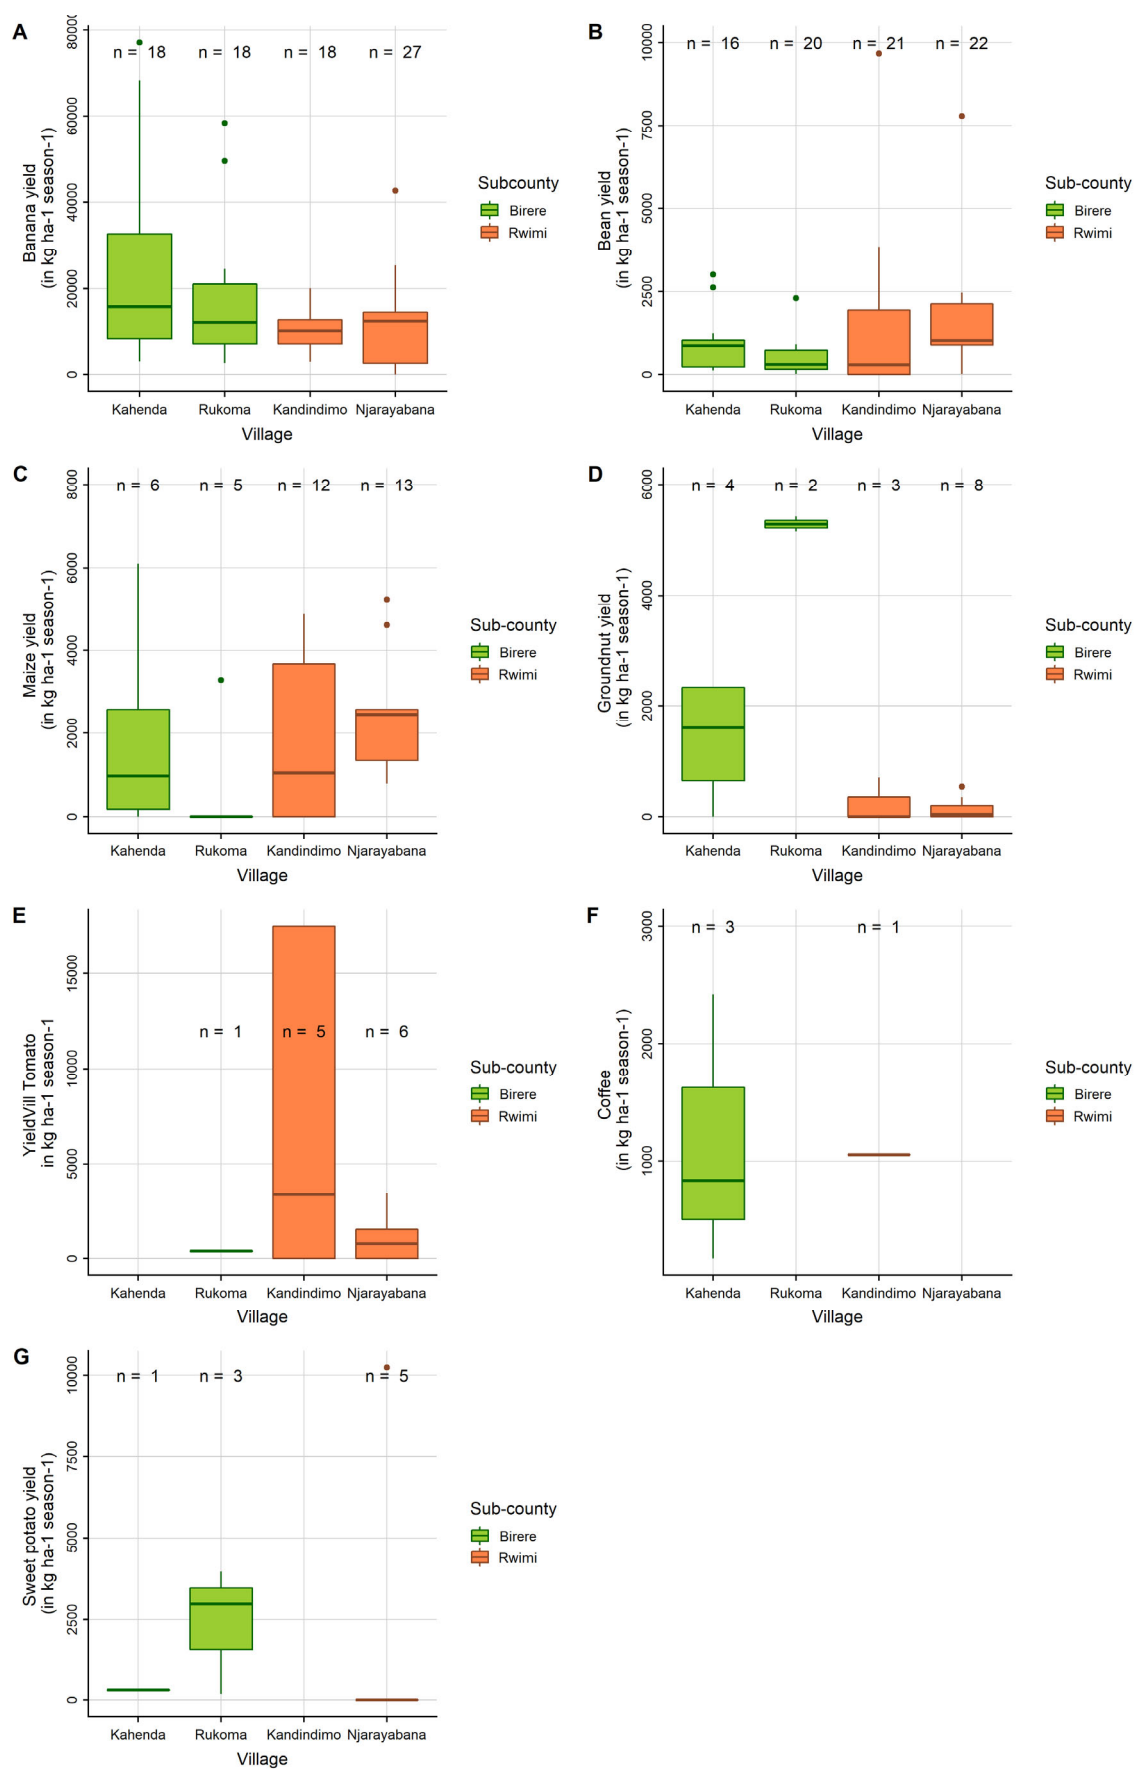 A
Banana yield
(in kg ha-1 season-1)
80000
60000
40000
20000
0
n = 18
n = 18
n = 18
n = 27
Kahenda
Rukoma
Kandindimo
Njarayabana
Village
Subcounty
Birere
Rwimi
B
Bean yield
(in kg ha-1 season-1)
10000
7500
5000
2500
0
n = 16
n = 20
n = 21
n = 22
Kahenda
Rukoma
Kandindimo
Njarayabana
Village
Sub-county
Birere
Rwimi
C
Maize yield
(in kg ha-1 season-1)
8000
6000
4000
2000
0
n = 6
n = 5
n = 12
n = 13
Kahenda
Rukoma
Kandindimo
Njarayabana
Village
Sub-county
Birere
Rwimi
D
Groundnut yield
(in kg ha-1 season-1)
6000
4000
2000
0
n = 4
n = 2
n = 3
n = 8
Kahenda
Rukoma
Kandindimo
Njarayabana
Village
Sub-county
Birere
Rwimi
E
YieldVill Tomato
in kg ha-1 season-1
15000
10000
5000
0
n = 1
n = 5
n = 6
Kahenda
Rukoma
Kandindimo
Njarayabana
Village
Sub-county
Birere
Rwimi
F
Coffee
(in kg ha-1 season-1)
3000
2000
1000
n = 3
n = 1
Kahenda
Rukoma
Kandindimo
Njarayabana
Village
Sub-county
Birere
Rwimi
G
Sweet potato yield
(in kg ha-1 season-1)
10000
7500
5000
2500
0
n = 1
n = 3
n = 5
Kahenda
Rukoma
Kandindimo
Njarayabana
Village
Sub-county
Birere
Rwimi